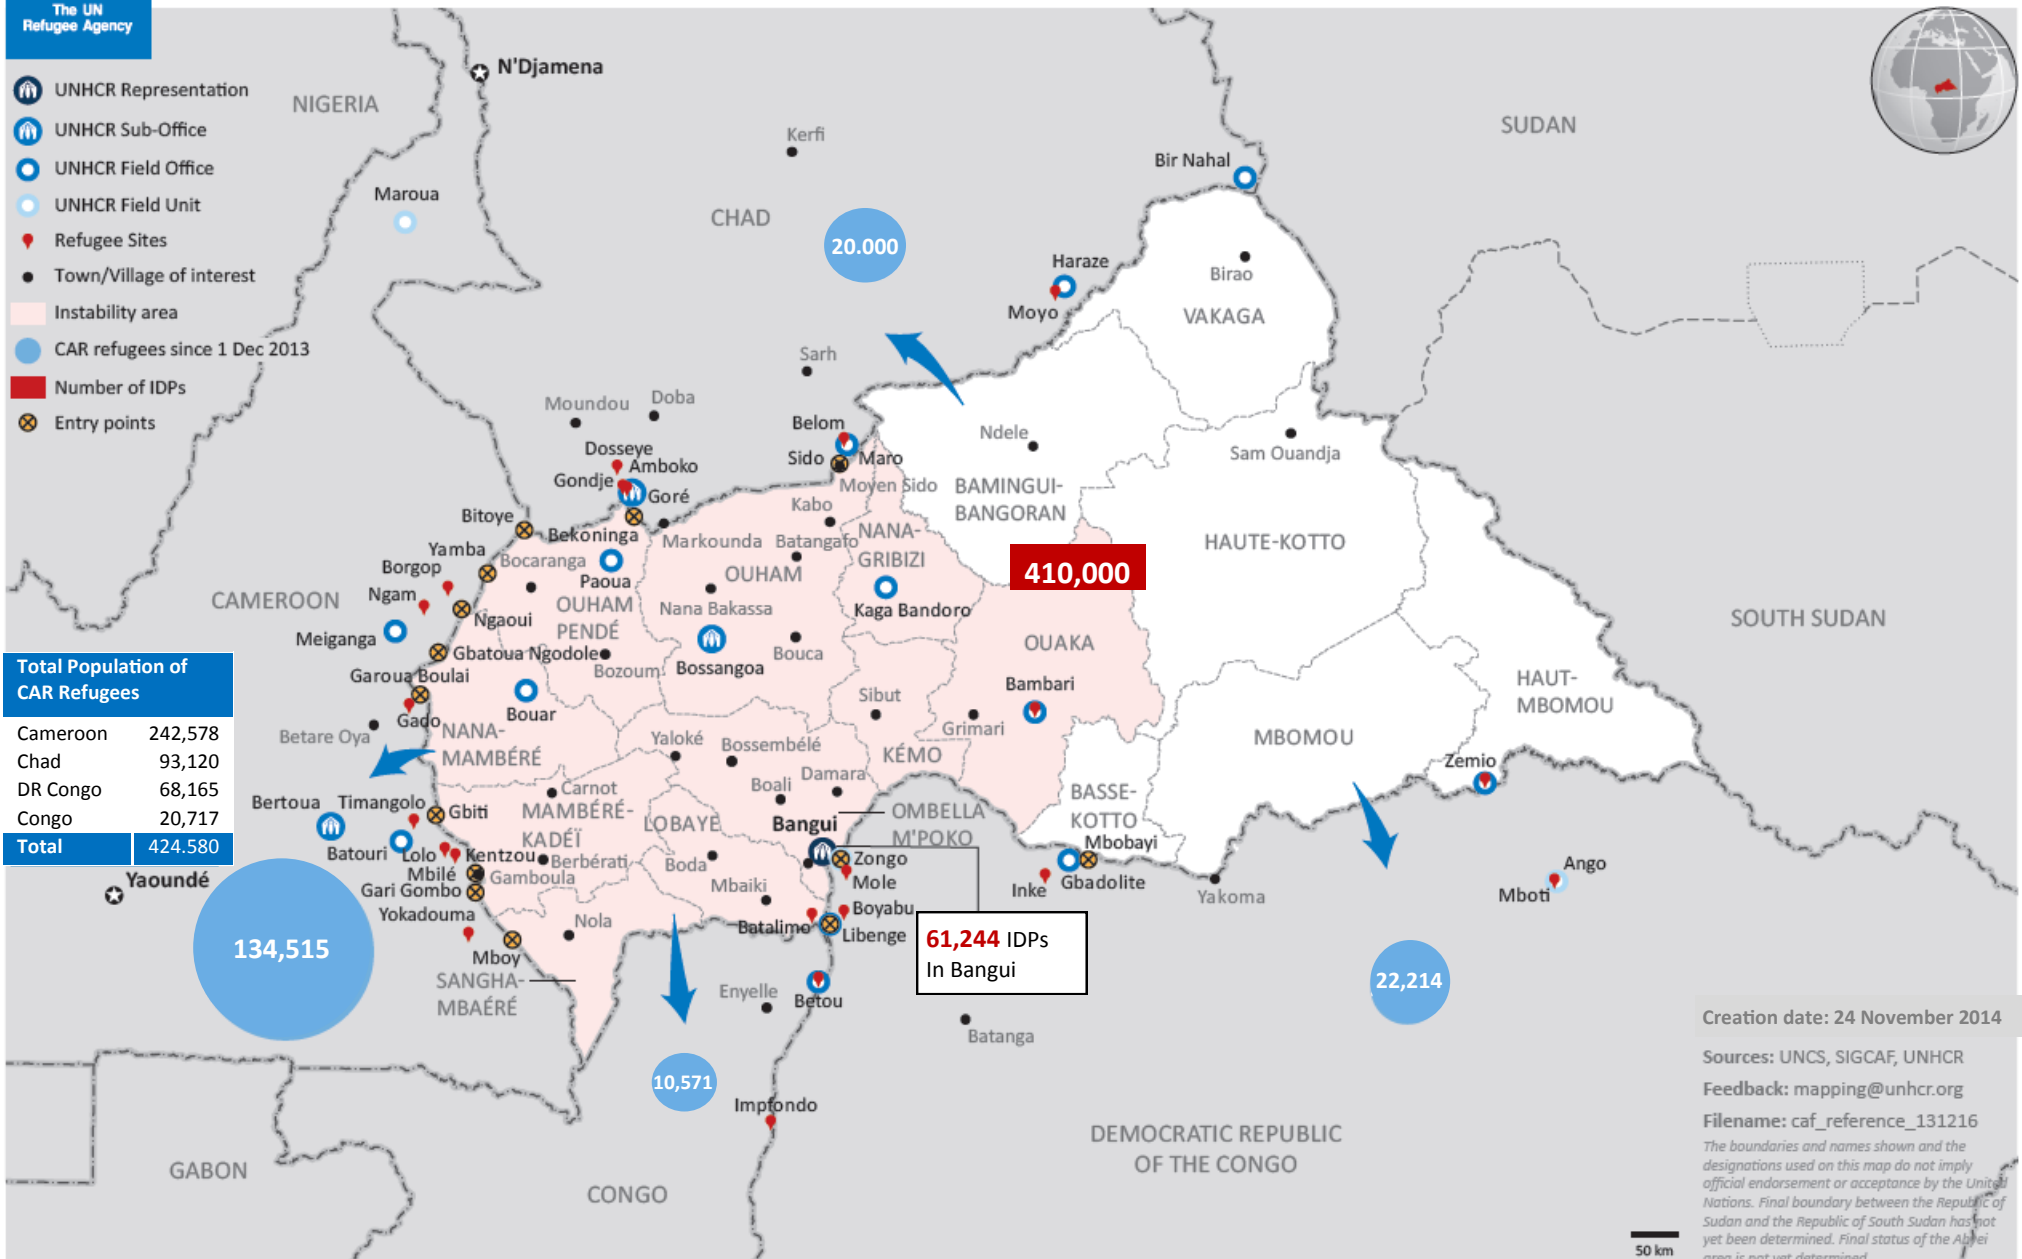 The UN
Refugee Agency
UNHCR Representation
UNHCR Sub-Office
UNHCR Field Office
UNHCR Field Unit
Refugee Sites
Town/Village of interest
Instability area
CAR refugees since 1 Dec 2013
Number of IDPs
Entry points
N'Djamena
NIGERIA
Maroua
Kerfi
CHAD
20.000
SUDAN
Bir Nahal
Haraze
Moyo
Birao
VAKAGA
Sarh
Moundou
Doba
Belom
Sido
Maro
Moyen Sido
Dosseye
Amboko
Gondje
Goré
Ndele
BAMINGUI-
BANGORAN
Sam Ouandja
HAUTE-KOTTO
Bitoye
Bekoninga
Kabo
Markounda
Batangafo
NANA-
GRIBIZI
Yamba
Bocaranga
Borgop
Paoua
OUHAM
410,000
Ngam
CAMEROON
OUHAM
PENDÉ
Nana Bakassa
Kaga Bandoro
Ngaoui
Meiganga
SOUTH SUDAN
OUAKA
Gbatoua Ngodole
Bozoum
Bossangoa
Bouca
Garoua Boulai
Total Population of
CAR Refugees
Cameroon 242,578
Chad 93,120
DR Congo 68,165
Congo 20,717
Total 424.580
Gado
Bouar
Sibut
Bambari
Grimari
HAUT-
MBOMOU
Betare Oya
NANA-
MAMBÉRÉ
Yaloké
Bossembélé
KÉMO
MBOMOU
Zemio
Damara
Boali
Carnot
Bertoua
Timangolo
Gbiti
MAMBÉRÉ-
KADÉÏ
LOBAYE
Bangui
OMBELLA
M'POKO
BASSE-
KOTTO
Mbobayi
Batouri
Lolo
Kentzou
Berbérati
Boda
Zongo
Mbilé
Gamboula
Mole
Inke
Gbadolite
Ango
Mboti
Yakoma
Yaoundé
Gari Gombo
Mbaiki
Yokadouma
Nola
Batalimo
Boyabu
Libenge
134,515
Mboy
61,244 IDPs
In Bangui
SANGHA-
MBAÉRÉ
Enyelle
Betou
22,214
Batanga
10,571
Impfondo
DEMOCRATIC REPUBLIC
OF THE CONGO
GABON
CONGO
Creation date: 24 November 2014
Sources: UNCS, SIGCAF, UNHCR
Feedback: mapping@unhcr.org
Filename: caf_reference_131216
The boundaries and names shown and the
designations used on this map do not imply
official endorsement or acceptance by the United
Nations. Final boundary between the Republic of
Sudan and the Republic of South Sudan has not
yet been determined. Final status of the Abyei
area is not yet determined.
50 km